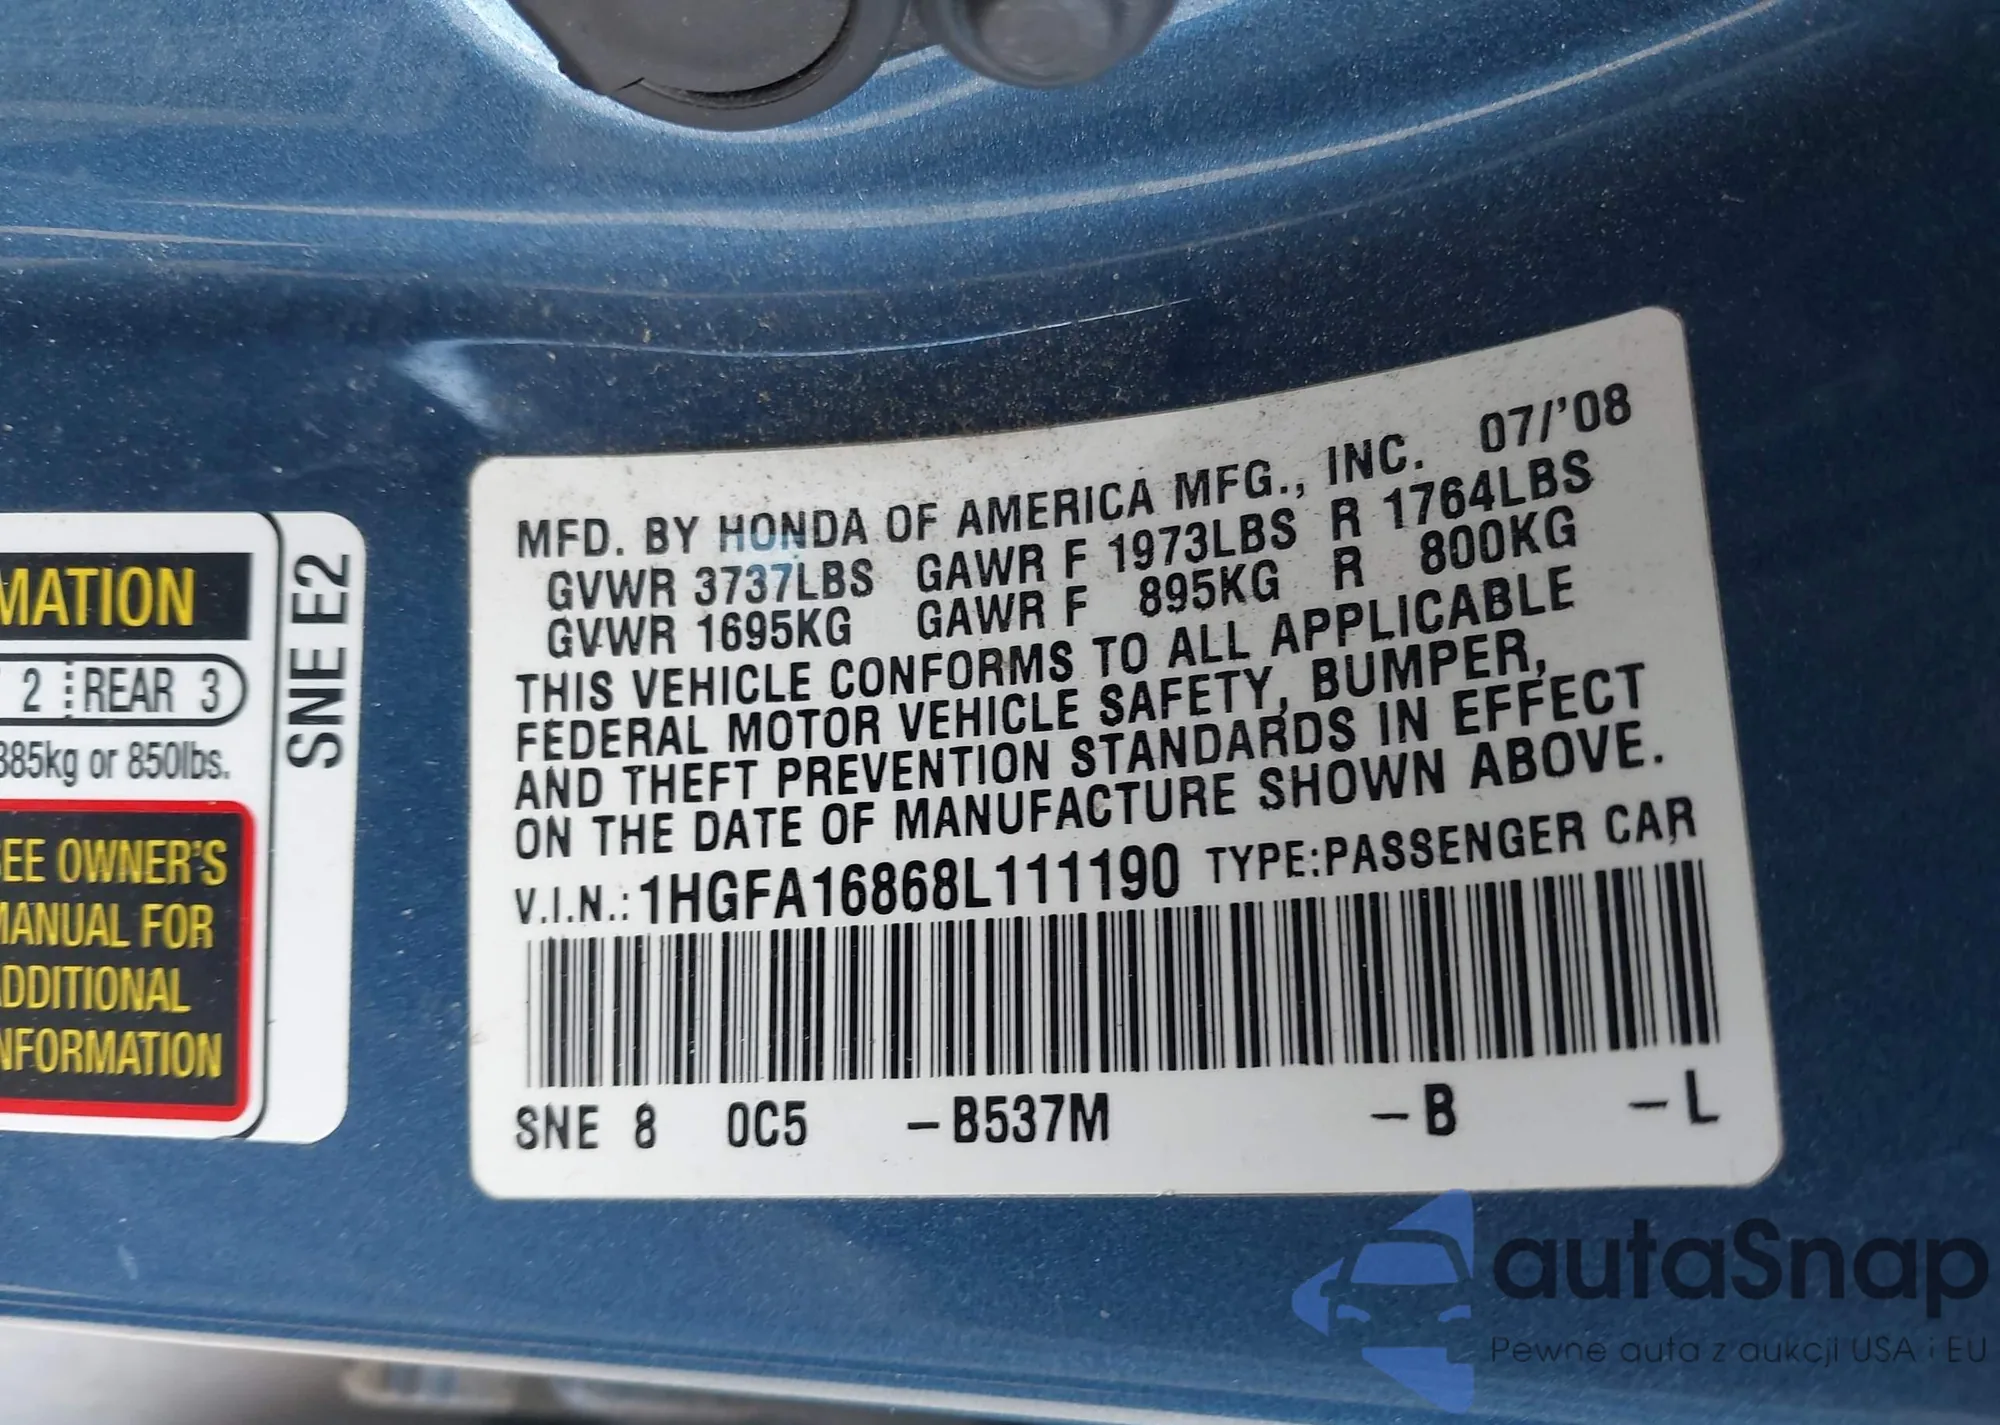 MFD. BY HONDA OF AMERICA MFG., INC. 07/'08
GVWR 3737LBS GAWR F 1973LBS R 1764LBS
GVWR 1695KG GAWR F 895KG R 800KG
THIS VEHICLE CONFORMS TO ALL APPLICABLE
FEDERAL MOTOR VEHICLE SAFETY, BUMPER,
AND THEFT PREVENTION STANDARDS IN EFFECT
ON THE DATE OF MANUFACTURE SHOWN ABOVE.
V.I.N.: 1HGFA16868L111190 TYPE:PASSENGER CAR
SNE 8 0C5 -B537M -B -L
MATION
2 REAR 3
385kg or 850lbs.
EE OWNER'S
MANUAL FOR
DDITIONAL
NFORMATION
SNE E2
autaSnap
Pewne auta z aukcji USA i EU